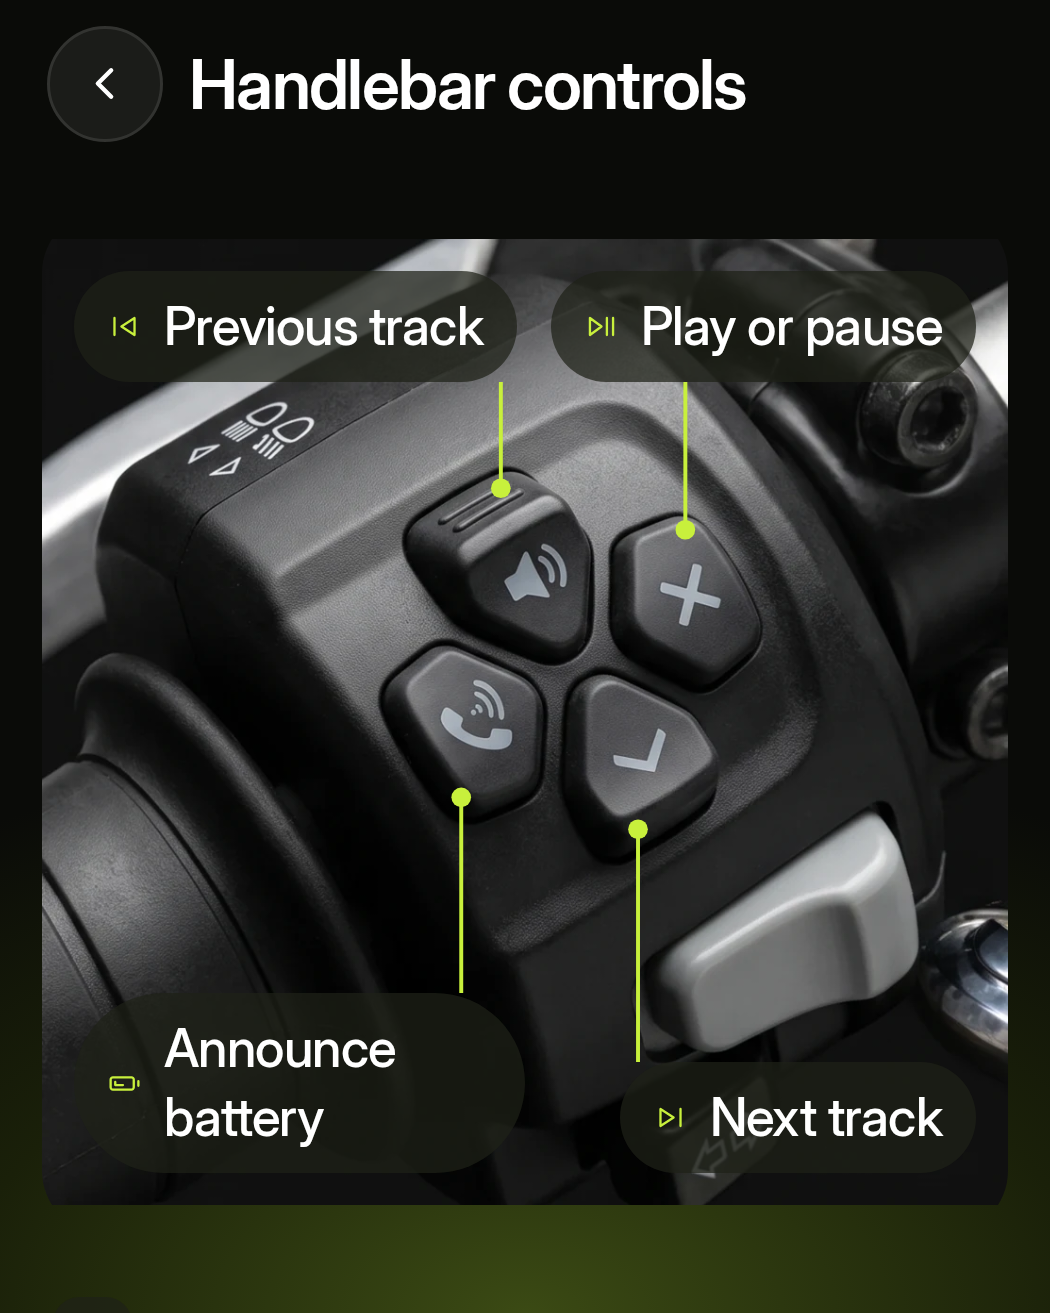 Handlebar controls
Previous track
Play or pause
Announce
battery
Next track